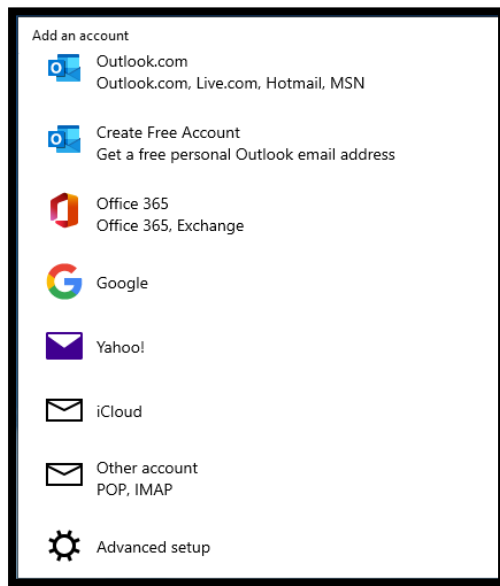 Add an account
Outlook.com
Outlook.com, Live.com, Hotmail, MSN
Create Free Account
Get a free personal Outlook email address
Office 365
Office 365, Exchange
Google
Yahoo!
iCloud
Other account
POP, IMAP
Advanced setup